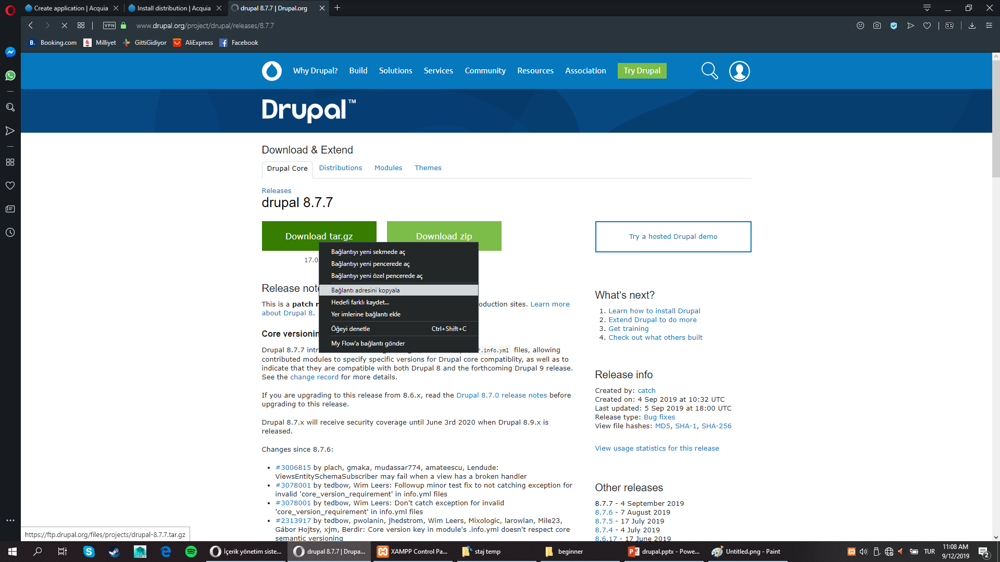 Create application | Acquia
Install distribution | Acquia
drupal 8.7.7 | Drupal.org
VPN
www.drupal.org/project/drupal/releases/8.7.7
B. Booking.com
Milliyet
GittiGidiyor
AliExpress
Facebook
Why Drupal?
Build
Solutions
Services
Community
Resources
Association
Try Drupal
Drupal™
Download & Extend
Drupal Core
Distributions
Modules
Themes
Releases
drupal 8.7.7
Download tar.gz
Download zip
17.0
Bağlantıyı yeni sekmede aç
Bağlantıyı yeni pencerede aç
Bağlantıyı yeni özel pencerede aç
Bağlantı adresini kopyala
Hedefi farklı kaydet...
Yer imlerine bağlantı ekle
Öğeyi denetle Ctrl+Shift+C
My Flow'a bağlantı gönder
Release not
This is a patch r oduction sites. Learn more
about Drupal 8.
Core versionin
Drupal 8.7.7 intr *.info.yml files, allowing
contributed modules to specify specific versions for Drupal core compatiblity, as well as to
indicate that they are compatible with both Drupal 8 and the forthcoming Drupal 9 release.
See the change record for more details.
If you are upgrading to this release from 8.6.x, read the Drupal 8.7.0 release notes before
upgrading to this release.
Drupal 8.7.x will receive security coverage until June 3rd 2020 when Drupal 8.9.x is
released.
Changes since 8.7.6:
• #3006815 by plach, gmaka, mudassar774, amateescu, Lendude:
ViewsEntitySchemaSubscriber may fail when a view has a broken handler
• #3078001 by tedbow, Wim Leers: Followup minor test fix to not catching exception for
invalid 'core_version_requirement' in info.yml files
• #3078001 by tedbow, Wim Leers: Don't catch exception for invalid
'core_version_requirement' in info.yml files
• #2313917 by tedbow, pwolanin, jhedstrom, Wim Leers, Mixologic, larowlan, Mile23,
Gábor Hojtsy, xjm, Berdir: Core version key in module's .info.yml doesn't respect core
semantic versioning
Try a hosted Drupal demo
What's next?
1. Learn how to install Drupal
2. Extend Drupal to do more
3. Get training
4. Check out what others built
Release info
Created by: catch
Created on: 4 Sep 2019 at 10:32 UTC
Last updated: 5 Sep 2019 at 18:00 UTC
Release type: Bug fixes
View file hashes: MD5, SHA-1, SHA-256
View usage statistics for this release
Other releases
8.7.7 - 4 September 2019
8.7.6 - 7 August 2019
8.7.5 - 17 July 2019
8.7.4 - 4 July 2019
8.6.17 - 17 June 2019
https://ftp.drupal.org/files/projects/drupal-8.7.7.tar.gz
İçerik yönetim siste...
drupal 8.7.7 | Drupa...
XAMPP Control Pa...
staj temp
beginner
drupal.pptx - Powe...
Untitled.png - Paint
TUR
11:08 AM
9/12/2019
2